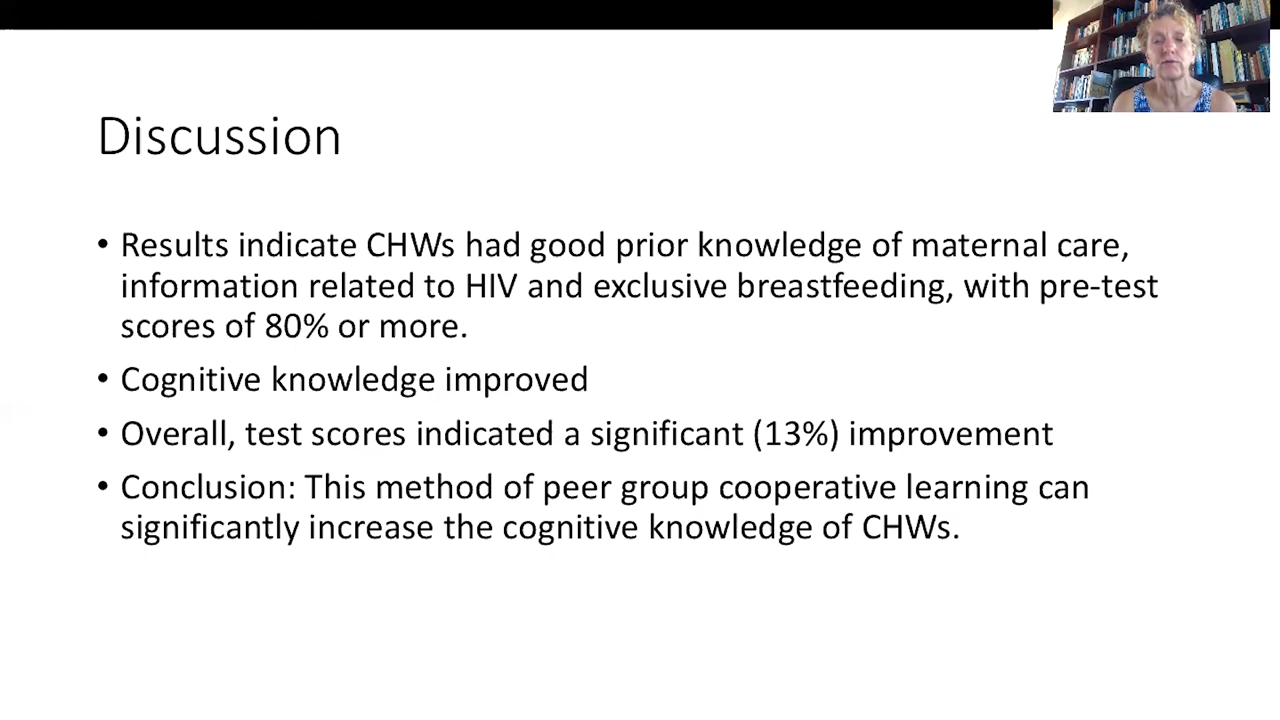 Discussion
• Results indicate CHWs had good prior knowledge of maternal care,
information related to HIV and exclusive breastfeeding, with pre-test
scores of 80% or more.
• Cognitive knowledge improved
• Overall, test scores indicated a significant (13%) improvement
• Conclusion: This method of peer group cooperative learning can
significantly increase the cognitive knowledge of CHWs.